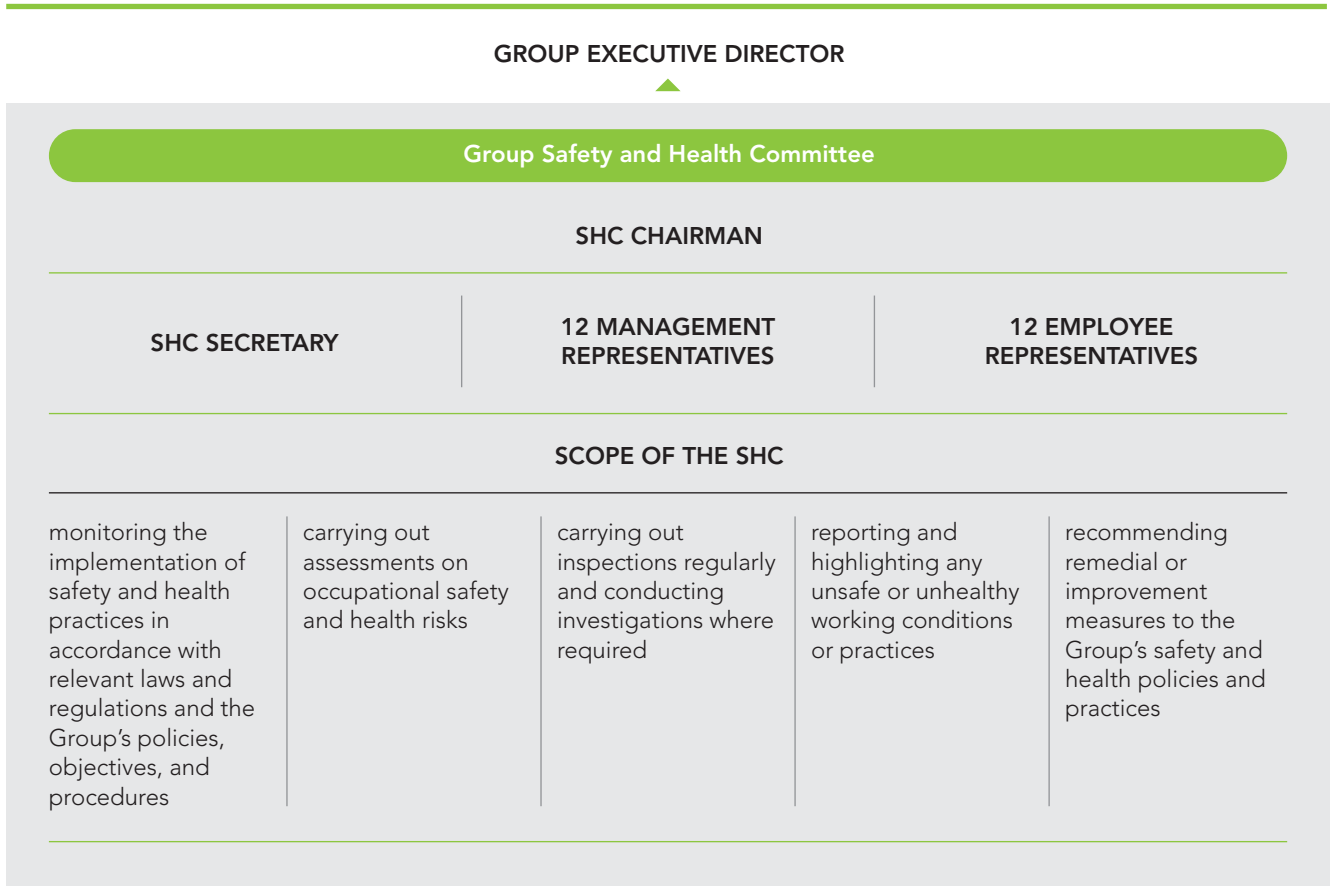 GROUP EXECUTIVE DIRECTOR
Group Safety and Health Committee
SHC CHAIRMAN
SHC SECRETARY
12 MANAGEMENT
REPRESENTATIVES
12 EMPLOYEE
REPRESENTATIVES
SCOPE OF THE SHC
monitoring the
implementation of
safety and health
practices in
accordance with
relevant laws and
regulations and the
Group’s policies,
objectives, and
procedures
carrying out
assessments on
occupational safety
and health risks
carrying out
inspections regularly
and conducting
investigations where
required
reporting and
highlighting any
unsafe or unhealthy
working conditions
or practices
recommending
remedial or
improvement
measures to the
Group’s safety and
health policies and
practices